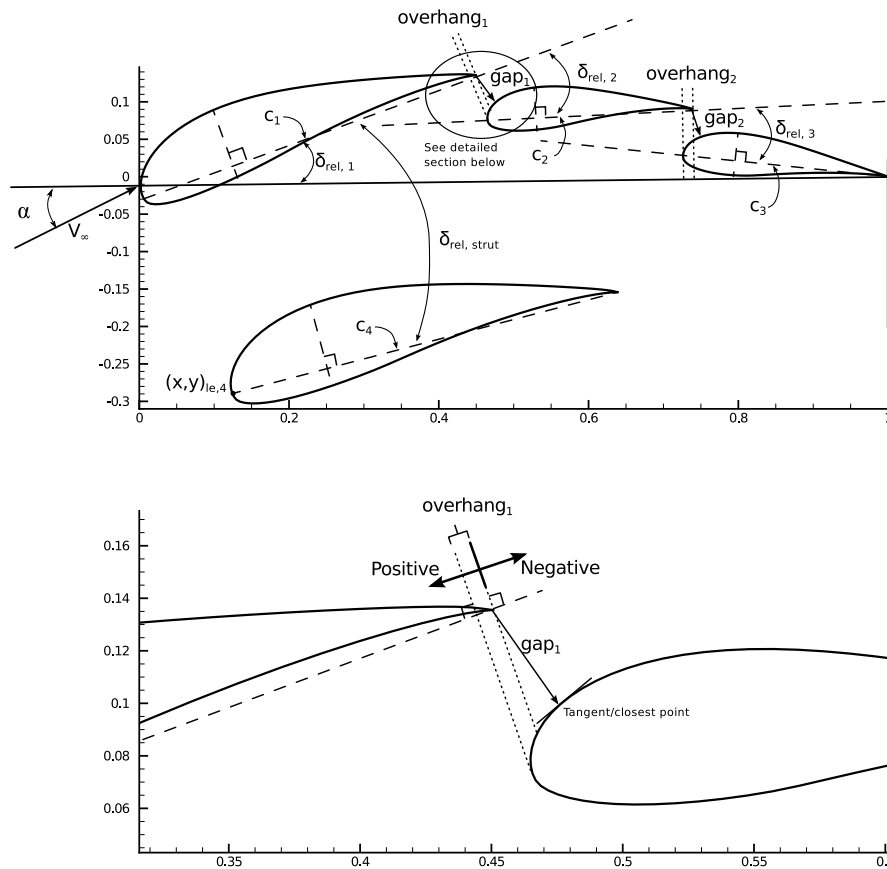 overhang₁
δrel, 2
gap₁
overhang₂
0.1
c₁
gap₂
δrel, 3
0.05
See detailed
section below
c₂
δrel, 1
0
c₃
α
V∞
-0.05
δrel, strut
-0.1
-0.15
-0.2
c₄
-0.25
(x,y)le,4
-0.3
0 0.2 0.4 0.6 0.8
overhang₁
0.16
Positive Negative
0.14
gap₁
0.12
0.1
Tangent/closest point
0.08
0.06
0.35 0.4 0.45 0.5 0.55